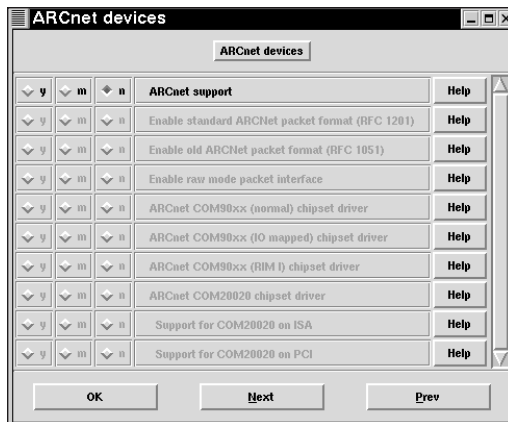 ARCnet devices
ARCnet devices
y m n ARCnet support Help
y m n Enable standard ARCNet packet format (RFC 1201) Help
y m n Enable old ARCNet packet format (RFC 1051) Help
y m n Enable raw mode packet interface Help
y m n ARCnet COM90xx (normal) chipset driver Help
y m n ARCnet COM90xx (IO mapped) chipset driver Help
y m n ARCnet COM90xx (RIM I) chipset driver Help
y m n ARCnet COM20020 chipset driver Help
y m n Support for COM20020 on ISA Help
y m n Support for COM20020 on PCI Help
OK Next Prev